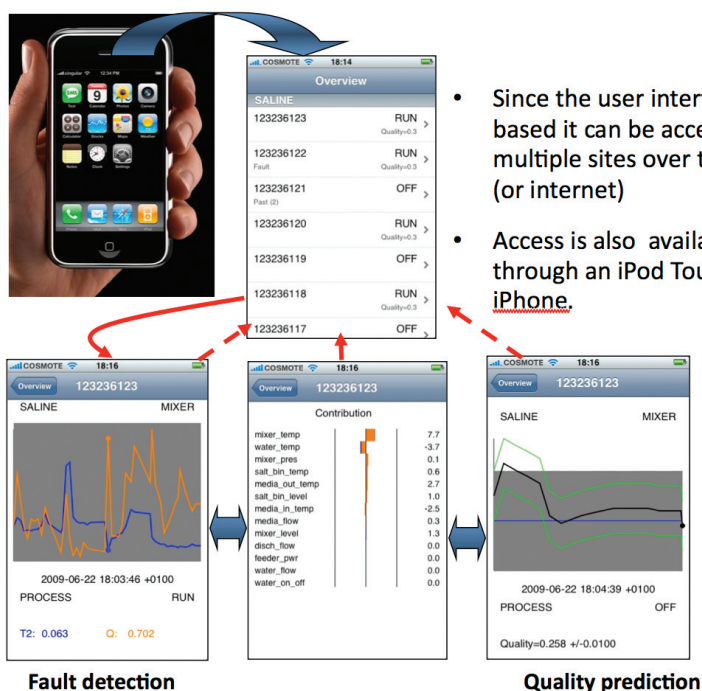 COSMOTE 18:14
Overview
SALINE
123236123 RUN
Quality=0.3
123236122 RUN
Fault Quality=0.3
123236121 OFF
Past (2)
123236120 RUN
Quality=0.3
123236119 OFF
123236118 RUN
Quality=0.3
123236117 OFF
• Since the user interf
based it can be acce
multiple sites over t
(or internet)
• Access is also availa
through an iPod Tou
iPhone.
COSMOTE 18:16
Overview 123236123
SALINE MIXER
2009-06-22 18:03:46 +0100
PROCESS RUN
T2: 0.063 Q: 0.702
Fault detection
COSMOTE 18:16
Overview 123236123
Contribution
mixer_temp 7.7
water_temp -3.7
mixer_pres 0.1
salt_bin_temp 0.6
media_out_temp 2.7
salt_bin_level 1.0
media_in_temp -2.5
media_flow 0.3
mixer_level 1.3
disch_flow 0.0
feeder_pwr 0.0
water_flow 0.0
water_on_off 0.0
COSMOTE 18:16
Overview 123236123
SALINE MIXER
2009-06-22 18:04:39 +0100
PROCESS OFF
Quality=0.258 +/-0.0100
Quality prediction